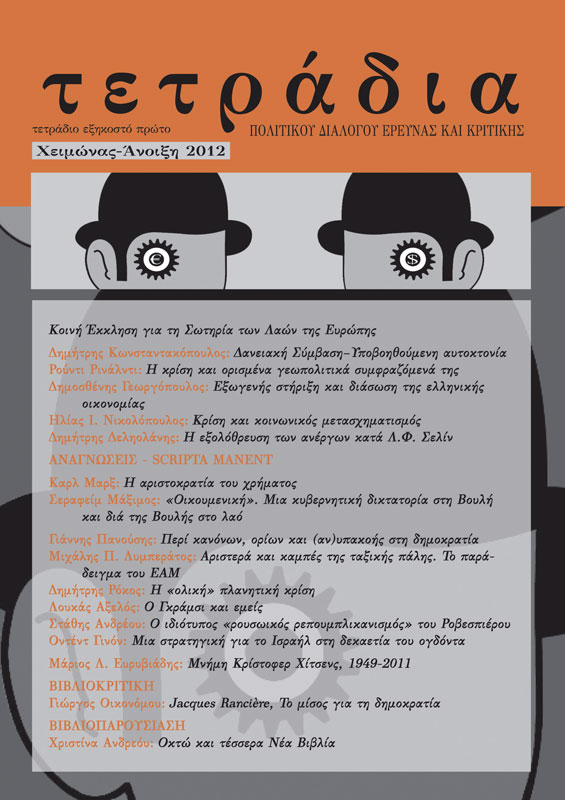 τετράδια
τετράδιο εξηκοστό πρώτο
ΠΟΛΙΤΙΚΟΥ ΔΙΑΛΟΓΟΥ ΕΡΕΥΝΑΣ ΚΑΙ ΚΡΙΤΙΚΗΣ
Χειμώνας-Άνοιξη 2012
€
$
Κοινή Έκκληση για τη Σωτηρία των Λαών της Ευρώπης
Δημήτρης Κωνσταντακόπουλος: Δανειακή Σύμβαση–Υποβοηθούμενη αυτοκτονία
Ρούντι Ρινάλντι: Η κρίση και ορισμένα γεωπολιτικά συμφραζόμενά της
Δημοσθένης Γεωργόπουλος: Εξωγενής στήριξη και διάσωση της ελληνικής
οικονομίας
Ηλίας Ι. Νικολόπουλος: Κρίση και κοινωνικός μετασχηματισμός
Δημήτρης Δεληολάνης: Η εξολόθρευση των ανέργων κατά Λ.Φ. Σελίν
ΑΝΑΓΝΩΣΕΙΣ - SCRIPTA MANENT
Καρλ Μαρξ: Η αριστοκρατία του χρήματος
Σεραφείμ Μάξιμος: «Οικουμενική». Μια κυβερνητική δικτατορία στη Βουλή
και διά της Βουλής στο λαό
Γιάννης Πανούσης: Περί κανόνων, ορίων και (αν)υπακοής στη δημοκρατία
Μιχάλης Π. Λυμπεράτος: Αριστερά και καμπές της ταξικής πάλης. Το παρά-
δειγμα του ΕΑΜ
Δημήτρης Ρόκος: Η «ολική» πλανητική κρίση
Λουκάς Αξελός: Ο Γκράμσι και εμείς
Στάθης Ανδρέου: Ο ιδιότυπος «ρουσωικός ρεπουμπλικανισμός» του Ροβεσπιέρου
Οντέντ Γινόν: Μια στρατηγική για το Ισραήλ στη δεκαετία του ογδόντα
Μάριος Λ. Ευρυβιάδης: Μνήμη Κρίστοφερ Χίτσενς, 1949-2011
ΒΙΒΛΙΟΚΡΙΤΙΚΗ
Γιώργος Οικονόμου: Jacques Rancière, Το μίσος για τη δημοκρατία
ΒΙΒΛΙΟΠΑΡΟΥΣΙΑΣΗ
Χριστίνα Ανδρεόυ: Οκτώ και τέσσερα Νέα Βιβλία